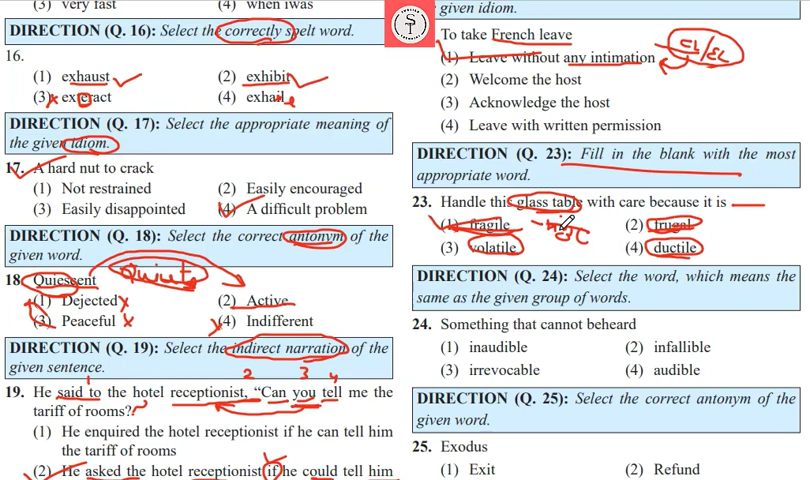 (3) very fast (4) when iwas
DIRECTION (Q. 16): Select the correctly spelt word.
16.
(1) exhaust (2) exhibit
(3) exteract (4) exhail
DIRECTION (Q. 17): Select the appropriate meaning of
the given idiom.
17. A hard nut to crack
(1) Not restrained (2) Easily encouraged
(3) Easily disappointed (4) A difficult problem
DIRECTION (Q. 18): Select the correct antonym of the
given word.
Quiet
18. Quiescent
(1) Dejected (2) Active
(3) Peaceful (4) Indifferent
DIRECTION (Q. 19): Select the indirect narration of the
given sentence.
1 2 3 4
19. He said to the hotel receptionist, “Can you tell me the
tariff of rooms?”
(1) He enquired the hotel receptionist if he can tell him
the tariff of rooms
(2) He asked the hotel receptionist if he could tell him
ST
given idiom.
To take French leave
(1) Leave without any intimation
CL/EL
(2) Welcome the host
(3) Acknowledge the host
(4) Leave with written permission
DIRECTION (Q. 23): Fill in the blank with the most
appropriate word.
23. Handle this glass table with care because it is
(1) fragile (2) frugal
(3) volatile (4) ductile
DIRECTION (Q. 24): Select the word, which means the
same as the given group of words.
24. Something that cannot beheard
(1) inaudible (2) infallible
(3) irrevocable (4) audible
DIRECTION (Q. 25): Select the correct antonym of the
given word.
25. Exodus
(1) Exit (2) Refund